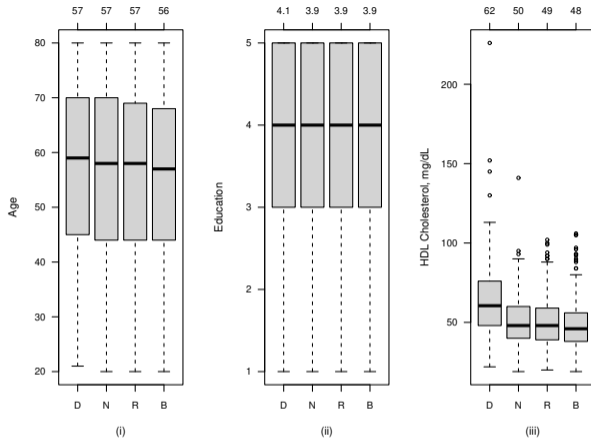 57 57 57 56
80
70
60
50
40
30
20
Age
D N R B
(i)
4.1 3.9 3.9 3.9
5
4
3
2
1
Education
D N R B
(ii)
62 50 49 48
200
150
100
50
HDL Cholesterol, mg/dL
D N R B
(iii)